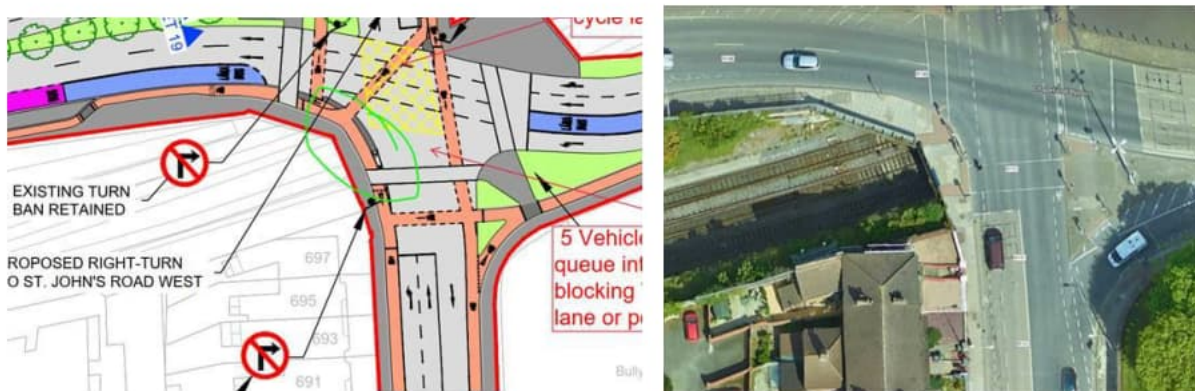 cycle la
EXISTING TURN
BAN RETAINED
ROPOSED RIGHT-TURN
O ST. JOHN'S ROAD WEST
5 Vehicle
queue int
blocking
lane or p
697
695
693
691
Bully